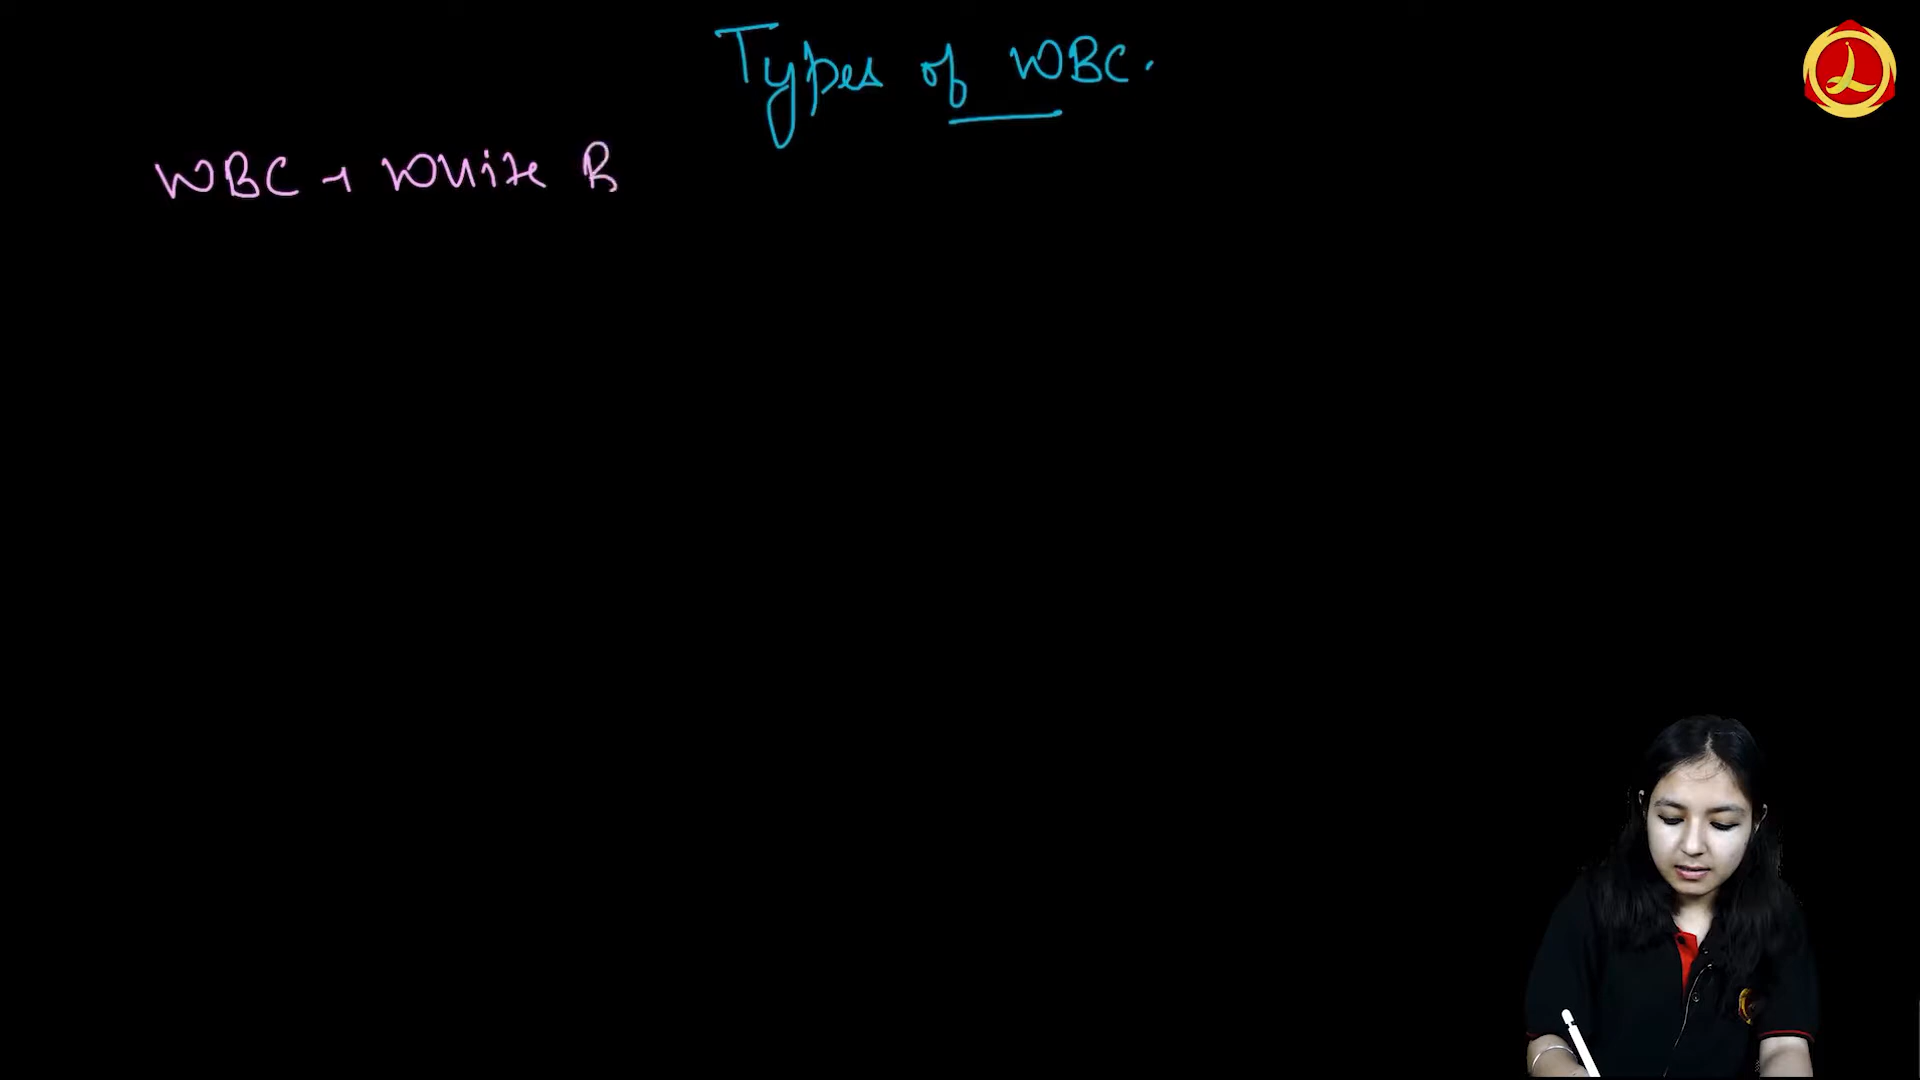 Types of WBC.
WBC → White B